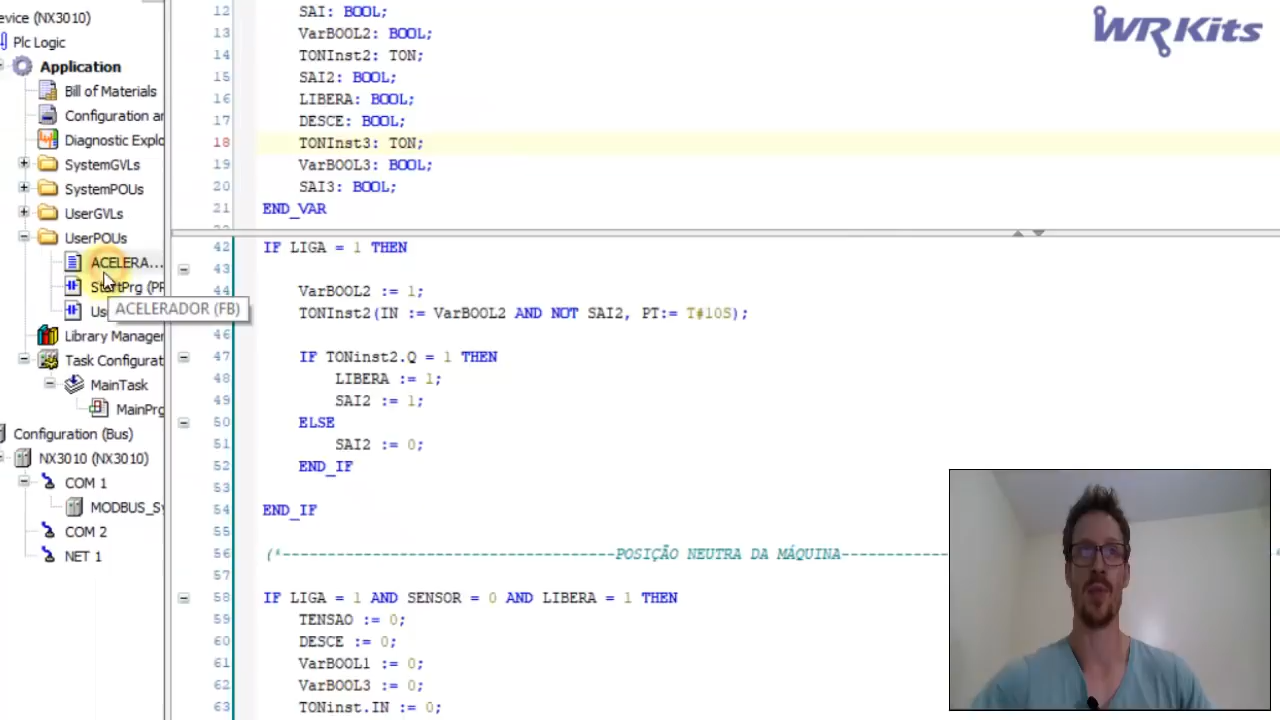 evice (NX3010)
Plc Logic
Application
Bill of Materials
Configuration ar
Diagnostic Explo
SystemGVLs
SystemPOUs
UserGVLs
UserPOUs
ACELERA...
StartPrg (PR
ACELERADOR (FB)
Library Manager
Task Configurat
MainTask
MainPrg
Configuration (Bus)
NX3010 (NX3010)
COM 1
MODBUS_Sy
COM 2
NET 1
12 SAI: BOOL;
13 VarBOOL2: BOOL;
14 TONInst2: TON;
15 SAI2: BOOL;
16 LIBERA: BOOL;
17 DESCE: BOOL;
18 TONInst3: TON;
19 VarBOOL3: BOOL;
20 SAI3: BOOL;
21 END_VAR
42 IF LIGA = 1 THEN
43
44 VarBOOL2 := 1;
45 TONInst2(IN := VarBOOL2 AND NOT SAI2, PT:= T#10S);
46
47 IF TONinst2.Q = 1 THEN
48 LIBERA := 1;
49 SAI2 := 1;
50 ELSE
51 SAI2 := 0;
52 END_IF
53
54 END_IF
55
56 (*-------------------------------------POSIÇÃO NEUTRA DA MÁQUINA------------
57
58 IF LIGA = 1 AND SENSOR = 0 AND LIBERA = 1 THEN
59 TENSAO := 0;
60 DESCE := 0;
61 VarBOOL1 := 0;
62 VarBOOL3 := 0;
63 TONinst.IN := 0;
WR Kits